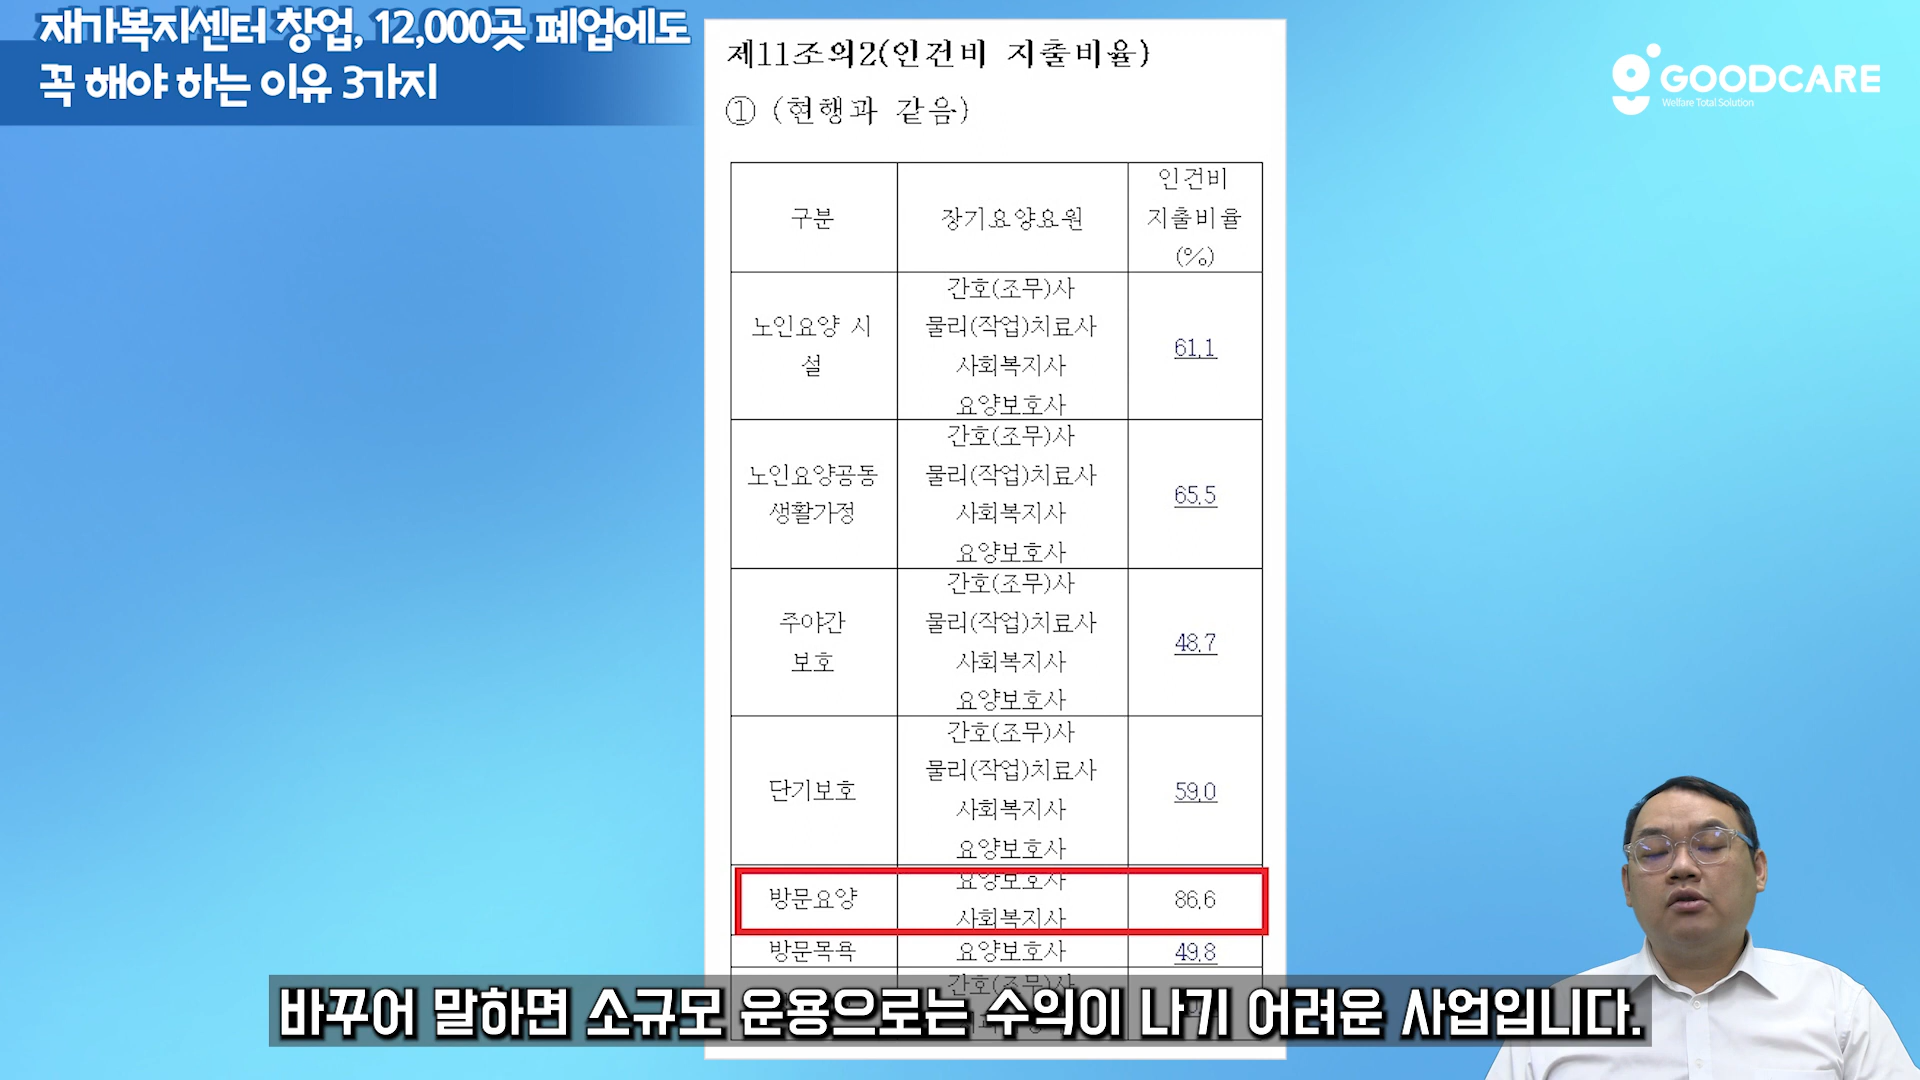 재가복지센터 창업, 12,000곳 폐업에도
꼭 해야 하는 이유 3가지
GOODCARE
Welfare Total Solution
제11조의2(인건비 지출비율)
① (현행과 같음)
구분 장기요양요원 인건비 지출비율 (%)
노인요양 시설 간호(조무)사 물리(작업)치료사 사회복지사 요양보호사 61.1
노인요양공동생활가정 간호(조무)사 물리(작업)치료사 사회복지사 요양보호사 65.5
주야간 보호 간호(조무)사 물리(작업)치료사 사회복지사 요양보호사 48.7
단기보호 간호(조무)사 물리(작업)치료사 사회복지사 요양보호사 59.0
방문요양 요양보호사 사회복지사 86.6
방문목욕 요양보호사 49.8
간호(조무)사
바꾸어 말하면 소규모 운용으로는 수익이 나기 어려운 사업입니다.